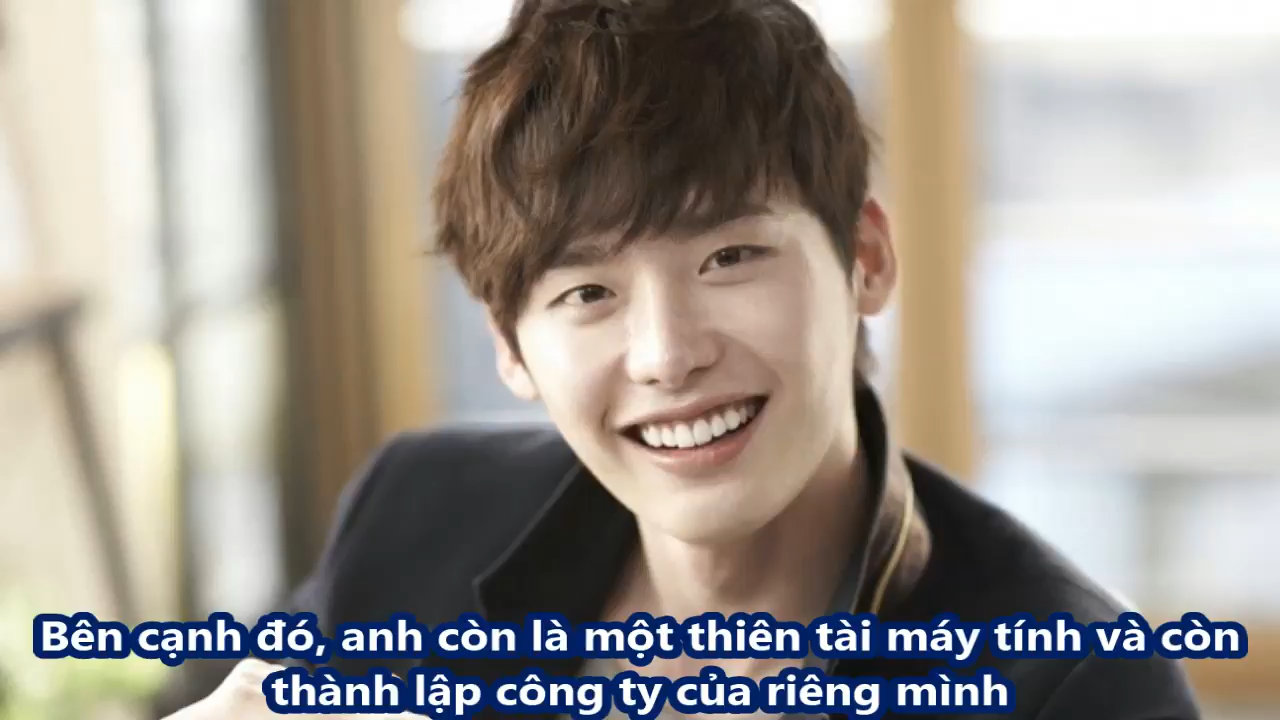 Bên cạnh đó, anh còn là một thiên tài máy tính và còn
thành lập công ty của riêng mình